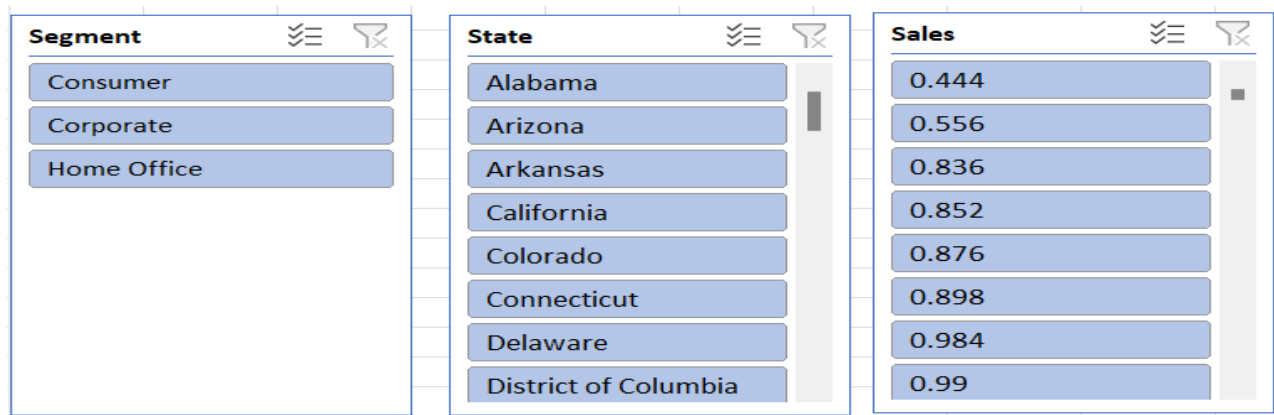 Segment
Consumer
Corporate
Home Office
State
Alabama
Arizona
Arkansas
California
Colorado
Connecticut
Delaware
District of Columbia
Sales
0.444
0.556
0.836
0.852
0.876
0.898
0.984
0.99